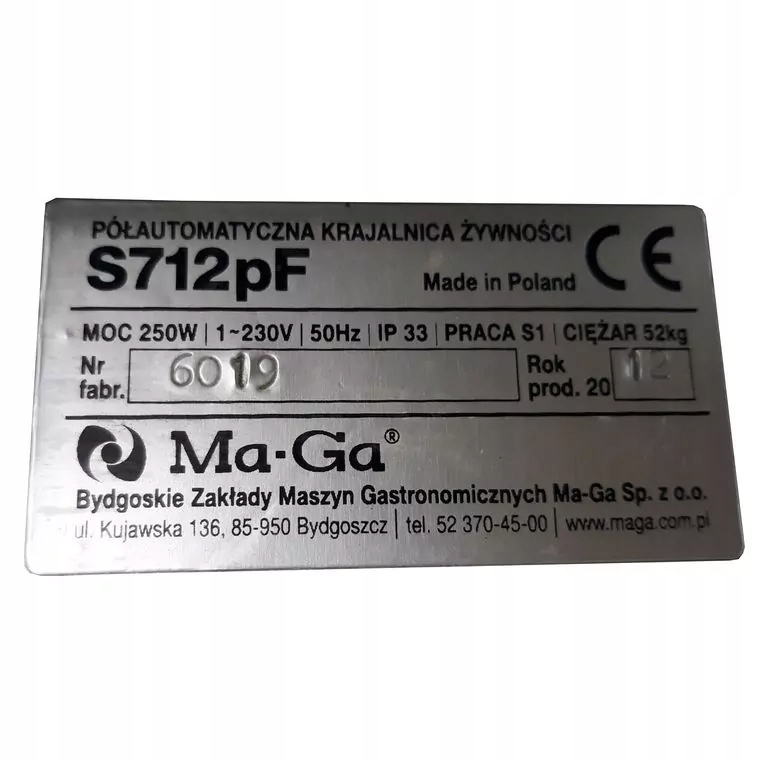 PÓŁAUTOMATYCZNA KRAJALNICA ŻYWNOŚCI
S712pF Made in Poland CE
MOC 250W | 1~230V | 50Hz | IP 33 | PRACA S1 | CIĘŻAR 52kg
Nr fabr. 6019 Rok prod. 2012
Ma-Ga®
Bydgoskie Zakłady Maszyn Gastronomicznych Ma-Ga Sp. z o.o.
ul. Kujawska 136, 85-950 Bydgoszcz | tel. 52 370-45-00 | www.maga.com.pl